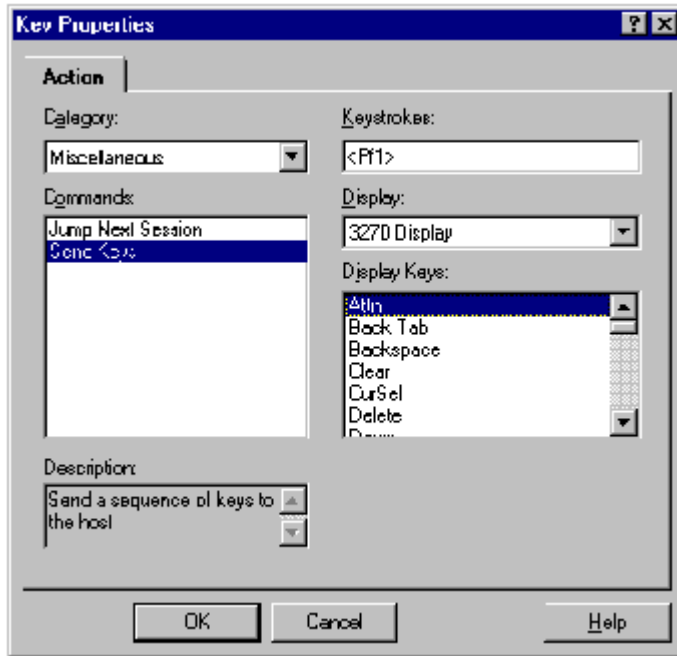 Key Properties
Action
Category:
Miscellaneous
Commands:
Jump Next Session
Send Keys
Description:
Send a sequence of keys to
the host
Keystrokes:
<Pf1>
Display:
3270 Display
Display Keys:
Attn
Back Tab
Backspace
Clear
CurSel
Delete
Down
OK
Cancel
Help